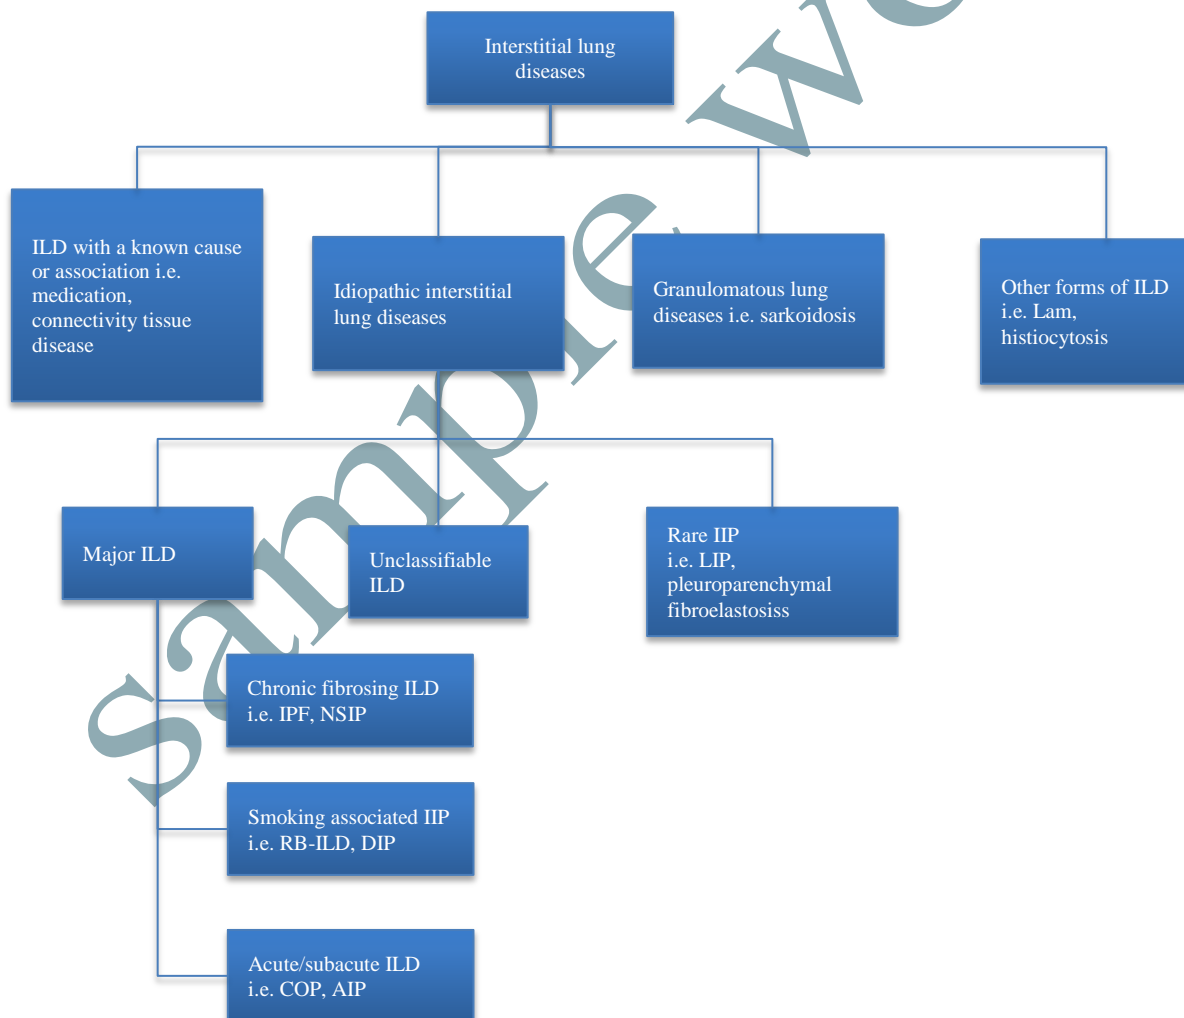 Interstitial lung
diseases
ILD with a known cause
or association i.e.
medication,
connectivity tissue
disease
Idiopathic interstitial
lung diseases
Granulomatous lung
diseases i.e. sarkoidosis
Other forms of ILD
i.e. Lam,
histiocytosis
Major ILD
Unclassifiable
ILD
Rare IIP
i.e. LIP,
pleuroparenchymal
fibroelastosiss
Chronic fibrosing ILD
i.e. IPF, NSIP
Smoking associated IIP
i.e. RB-ILD, DIP
Acute/subacute ILD
i.e. COP, AIP
sample we